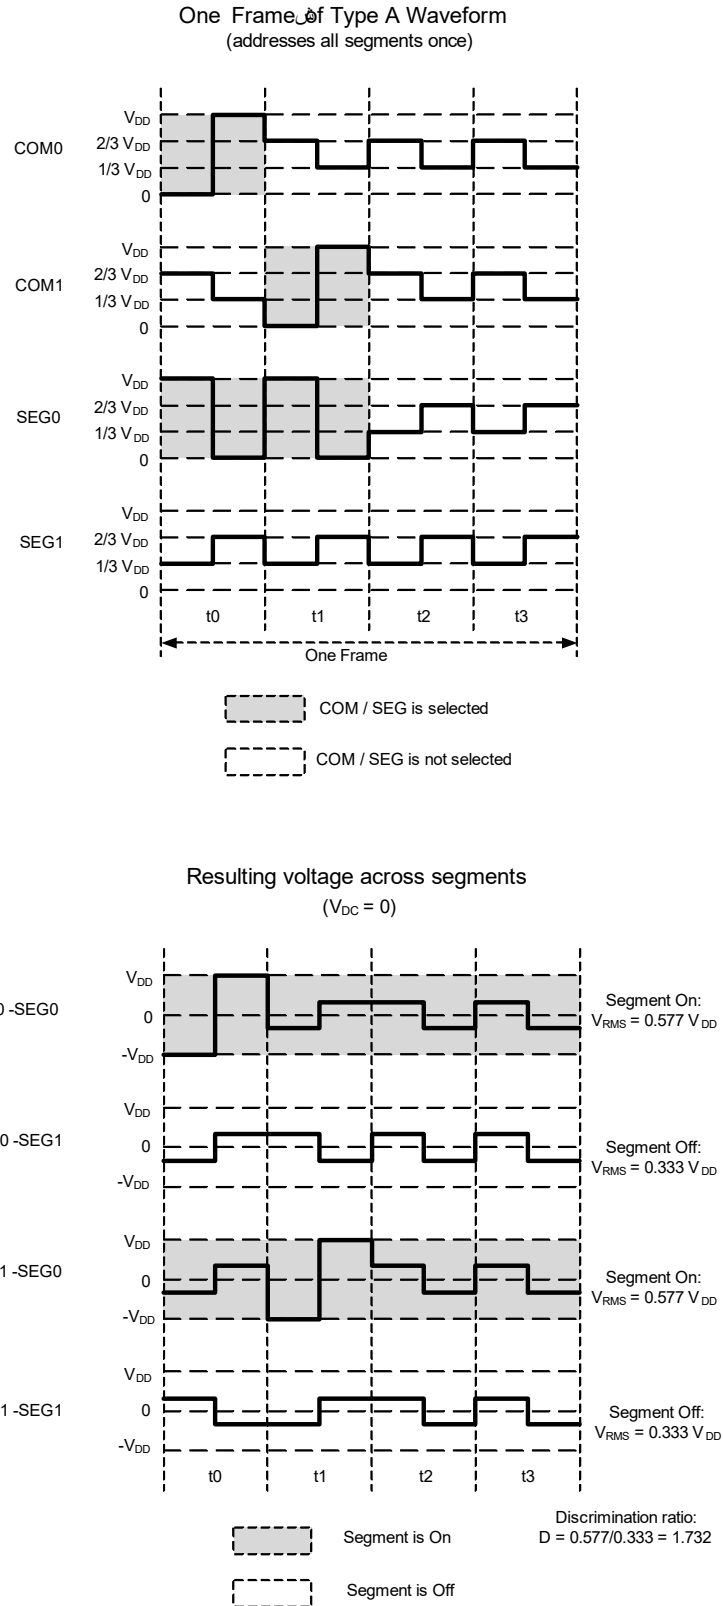 One Frame of Type A Waveform
(addresses all segments once)
COM0
VDD
2/3 VDD
1/3 VDD
0
COM1
VDD
2/3 VDD
1/3 VDD
0
SEG0
VDD
2/3 VDD
1/3 VDD
0
SEG1
VDD
2/3 VDD
1/3 VDD
0
t0 t1 t2 t3
One Frame
COM / SEG is selected
COM / SEG is not selected
Resulting voltage across segments
(VDC = 0)
0 -SEG0
VDD
0
-VDD
Segment On:
VRMS = 0.577 VDD
0 -SEG1
VDD
0
-VDD
Segment Off:
VRMS = 0.333 VDD
1 -SEG0
VDD
0
-VDD
Segment On:
VRMS = 0.577 VDD
1 -SEG1
VDD
0
-VDD
Segment Off:
VRMS = 0.333 VDD
t0 t1 t2 t3
Segment is On
Segment is Off
Discrimination ratio:
D = 0.577/0.333 = 1.732